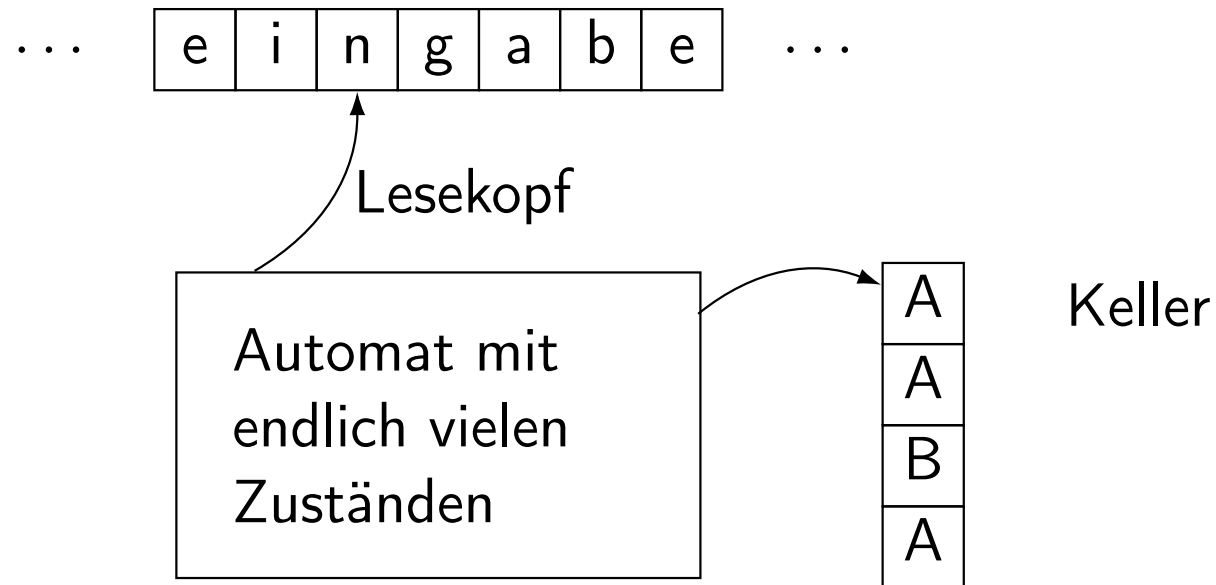 ... e i n g a b e ...
Lesekopf
Automat mit
endlich vielen
Zuständen
A
A
B
A
Keller